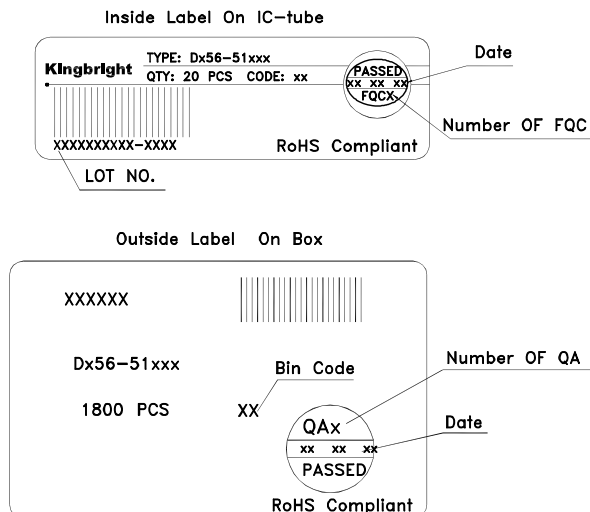 Inside Label On IC-tube
Kingbright
TYPE: Dx56-51xxx
QTY: 20 PCS CODE: xx
PASSED
xx xx xx
FQCX
Date
Number OF FQC
XXXXXXXXXX-XXXX
RoHS Compliant
LOT NO.
Outside Label On Box
XXXXXX
Dx56-51xxx
Bin Code
Number OF QA
1800 PCS
XX
QAx
Date
xx xx xx
PASSED
RoHS Compliant